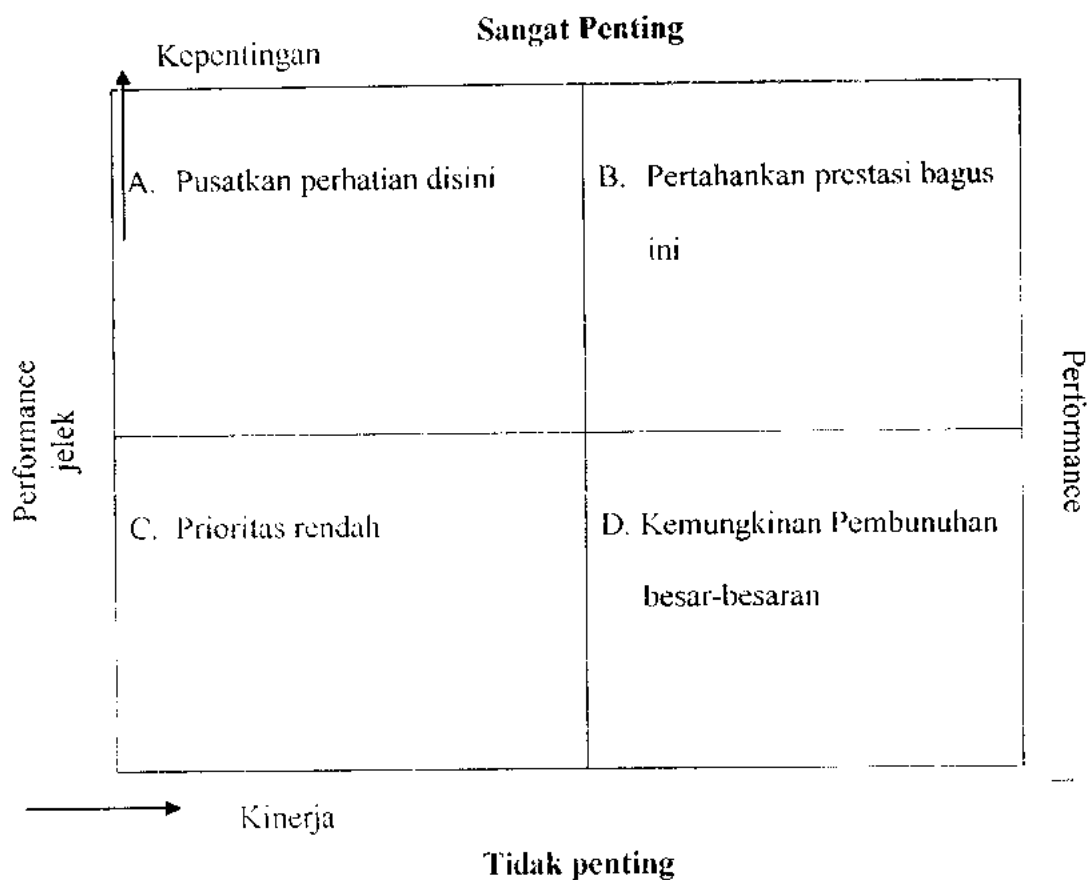 Sangat Penting
Kepentingan
A. Pusatkan perhatian disini
B. Pertahankan prestasi bagus
ini
Performance
jelek
Performance
C. Prioritas rendah
D. Kemungkinan Pembunuhan
besar-besaran
Kinerja
Tidak penting